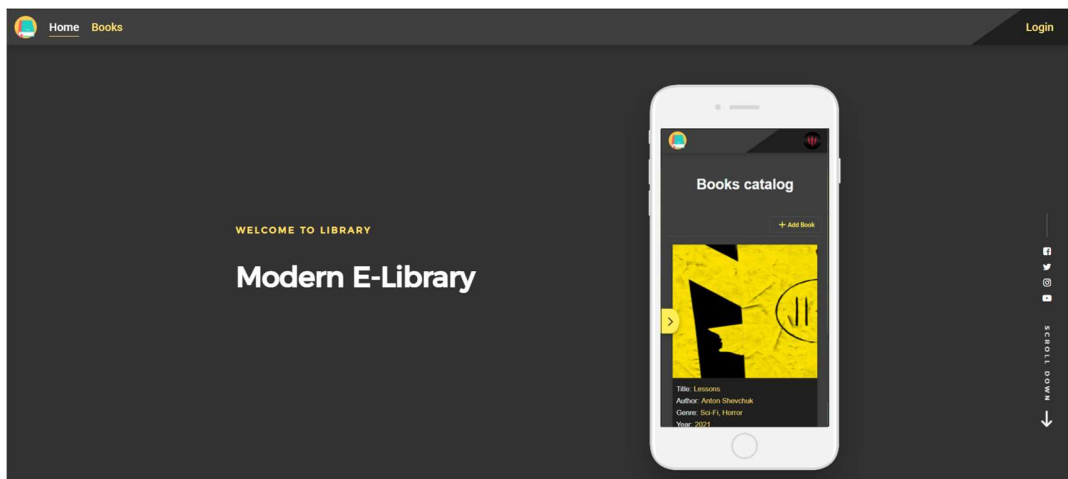 Home Books
Login
WELCOME TO LIBRARY
Modern E-Library
Books catalog
+ Add Book
Title: Lessons
Author: Anton Shevchuk
Genre: Sci-Fi, Horror
Year: 2021
SCROLL DOWN